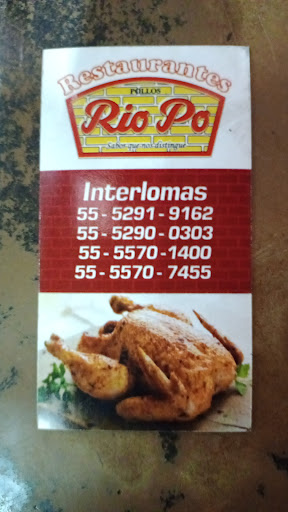 Restaurantes
POLLOS
Rio Po
Sabor que nos distingue
Interlomas
55 - 5291 - 9162
55 - 5290 - 0303
55 - 5570 - 1400
55 - 5570 - 7455